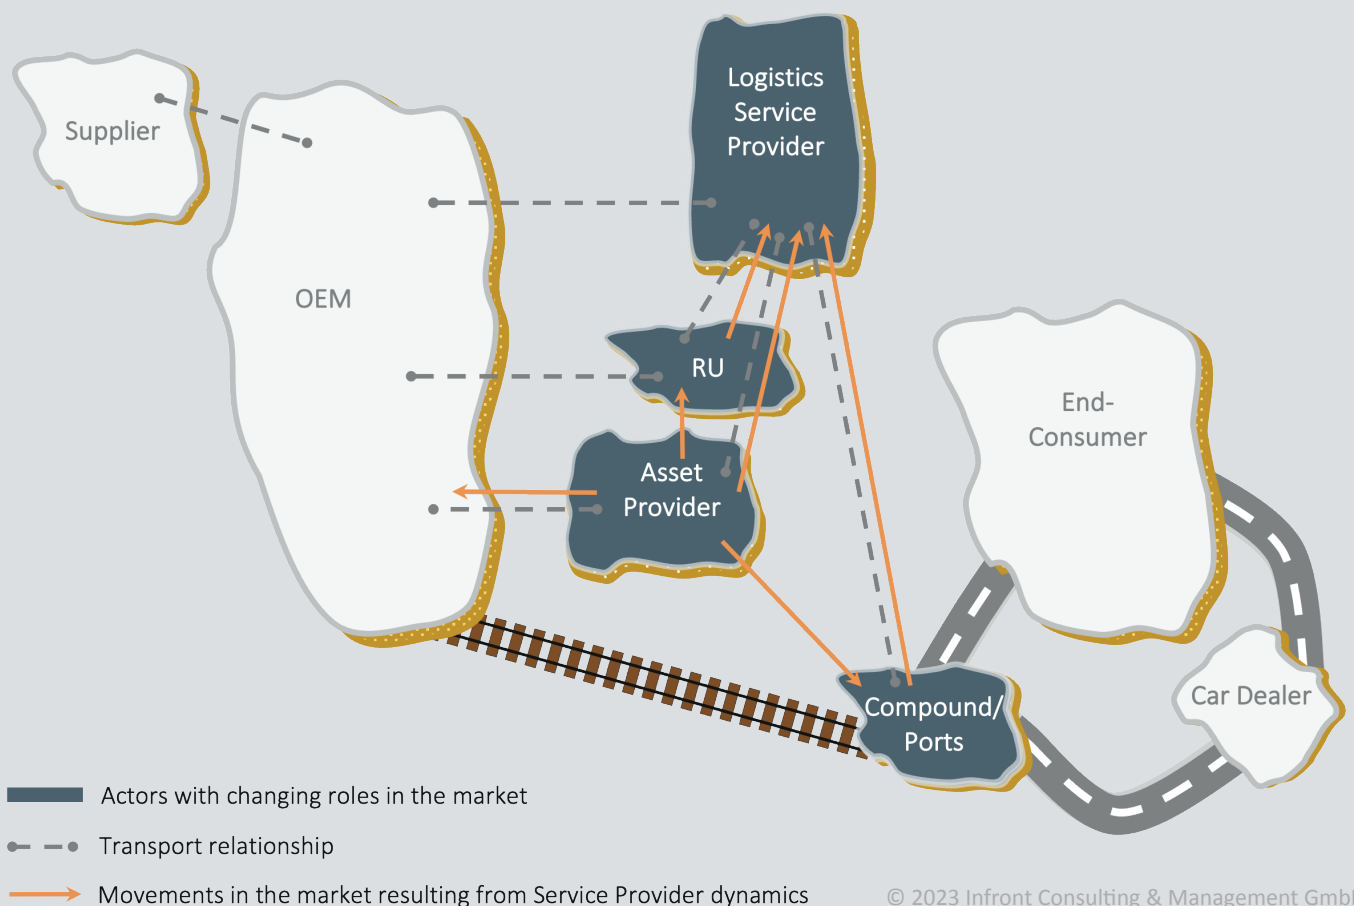 Logistics
Service
Provider
Supplier
OEM
RU
End-
Consumer
Asset
Provider
Car Dealer
Compound/
Ports
Actors with changing roles in the market
Transport relationship
Movements in the market resulting from Service Provider dynamics
© 2023 Infront Consulting & Management GmbH